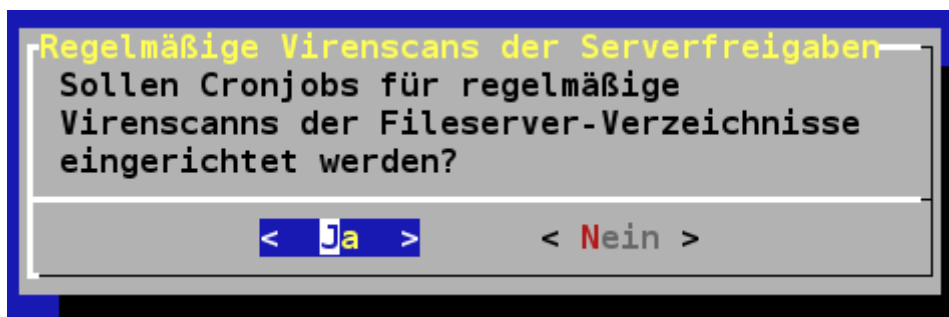 Regelmäßige Virenscans der Serverfreigaben
Sollen Cronjobs für regelmäßige
Virenscanns der Fileserver-Verzeichnisse
eingerichtet werden?
< Ja > < Nein >